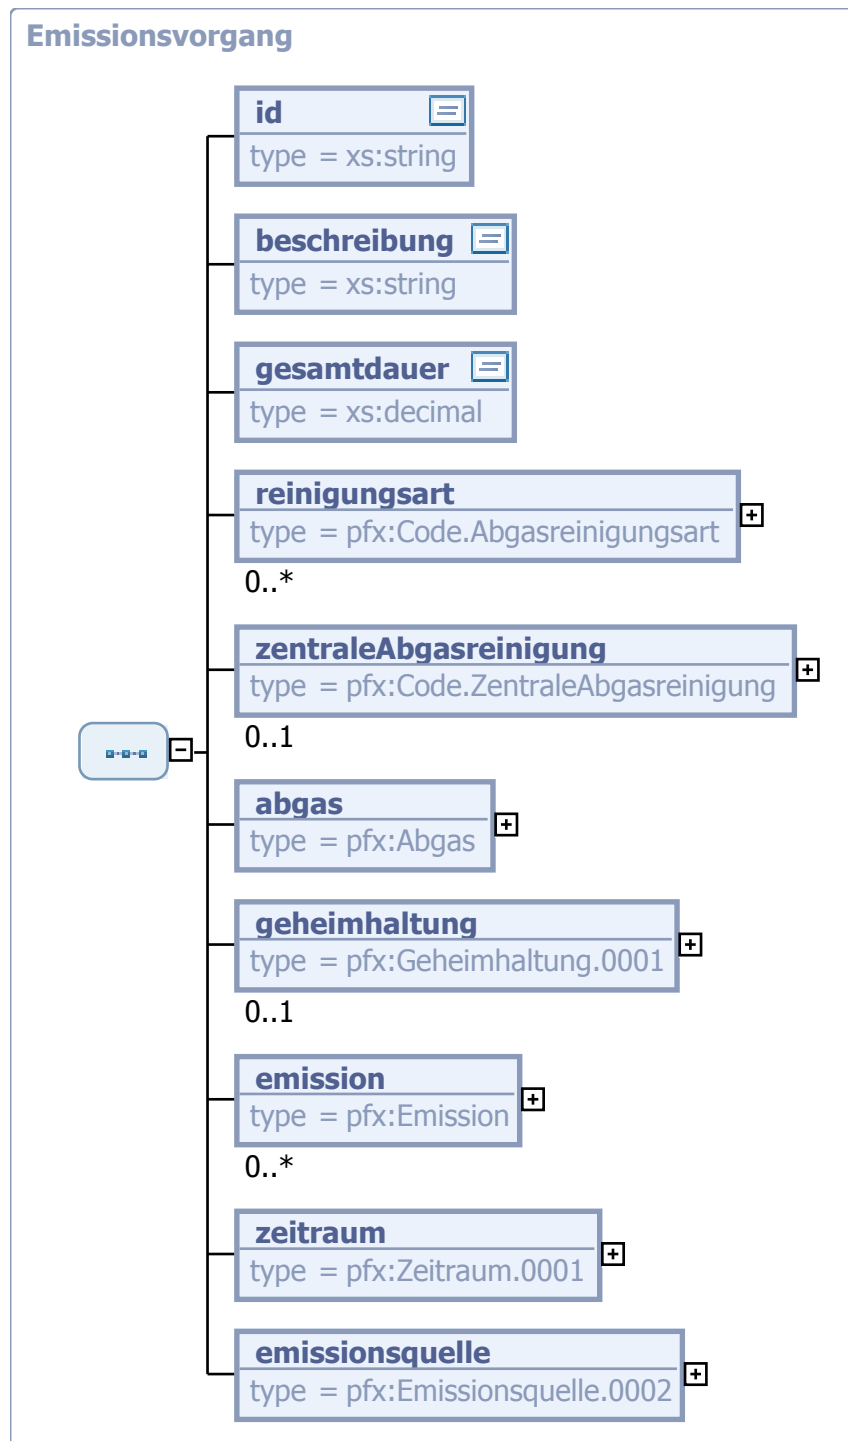 Emissionsvorgang
id
type = xs:string
beschreibung
type = xs:string
gesamtdauer
type = xs:decimal
reinigungsart
type = pfx:Code.Abgasreinigungsart
0..*
zentraleAbgasreinigung
type = pfx:Code.ZentraleAbgasreinigung
0..1
abgas
type = pfx:Abgas
geheimhaltung
type = pfx:Geheimhaltung.0001
0..1
emission
type = pfx:Emission
0..*
zeitraum
type = pfx:Zeitraum.0001
emissionsquelle
type = pfx:Emissionsquelle.0002